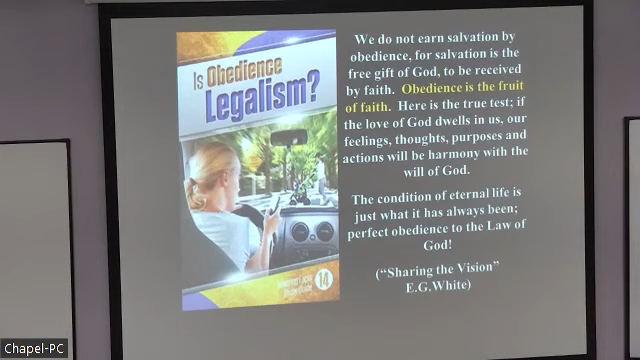 Is Obedience
Legalism?
Study Guide
14
We do not earn salvation by
obedience, for salvation is the
free gift of God, to be received
by faith. Obedience is the fruit
of faith. Here is the true test; if
the love of God dwells in us, our
feelings, thoughts, purposes and
actions will be harmony with the
will of God.
The condition of eternal life is
just what it has always been;
perfect obedience to the Law of
God!
("Sharing the Vision"
E.G.White)
Chapel-PC